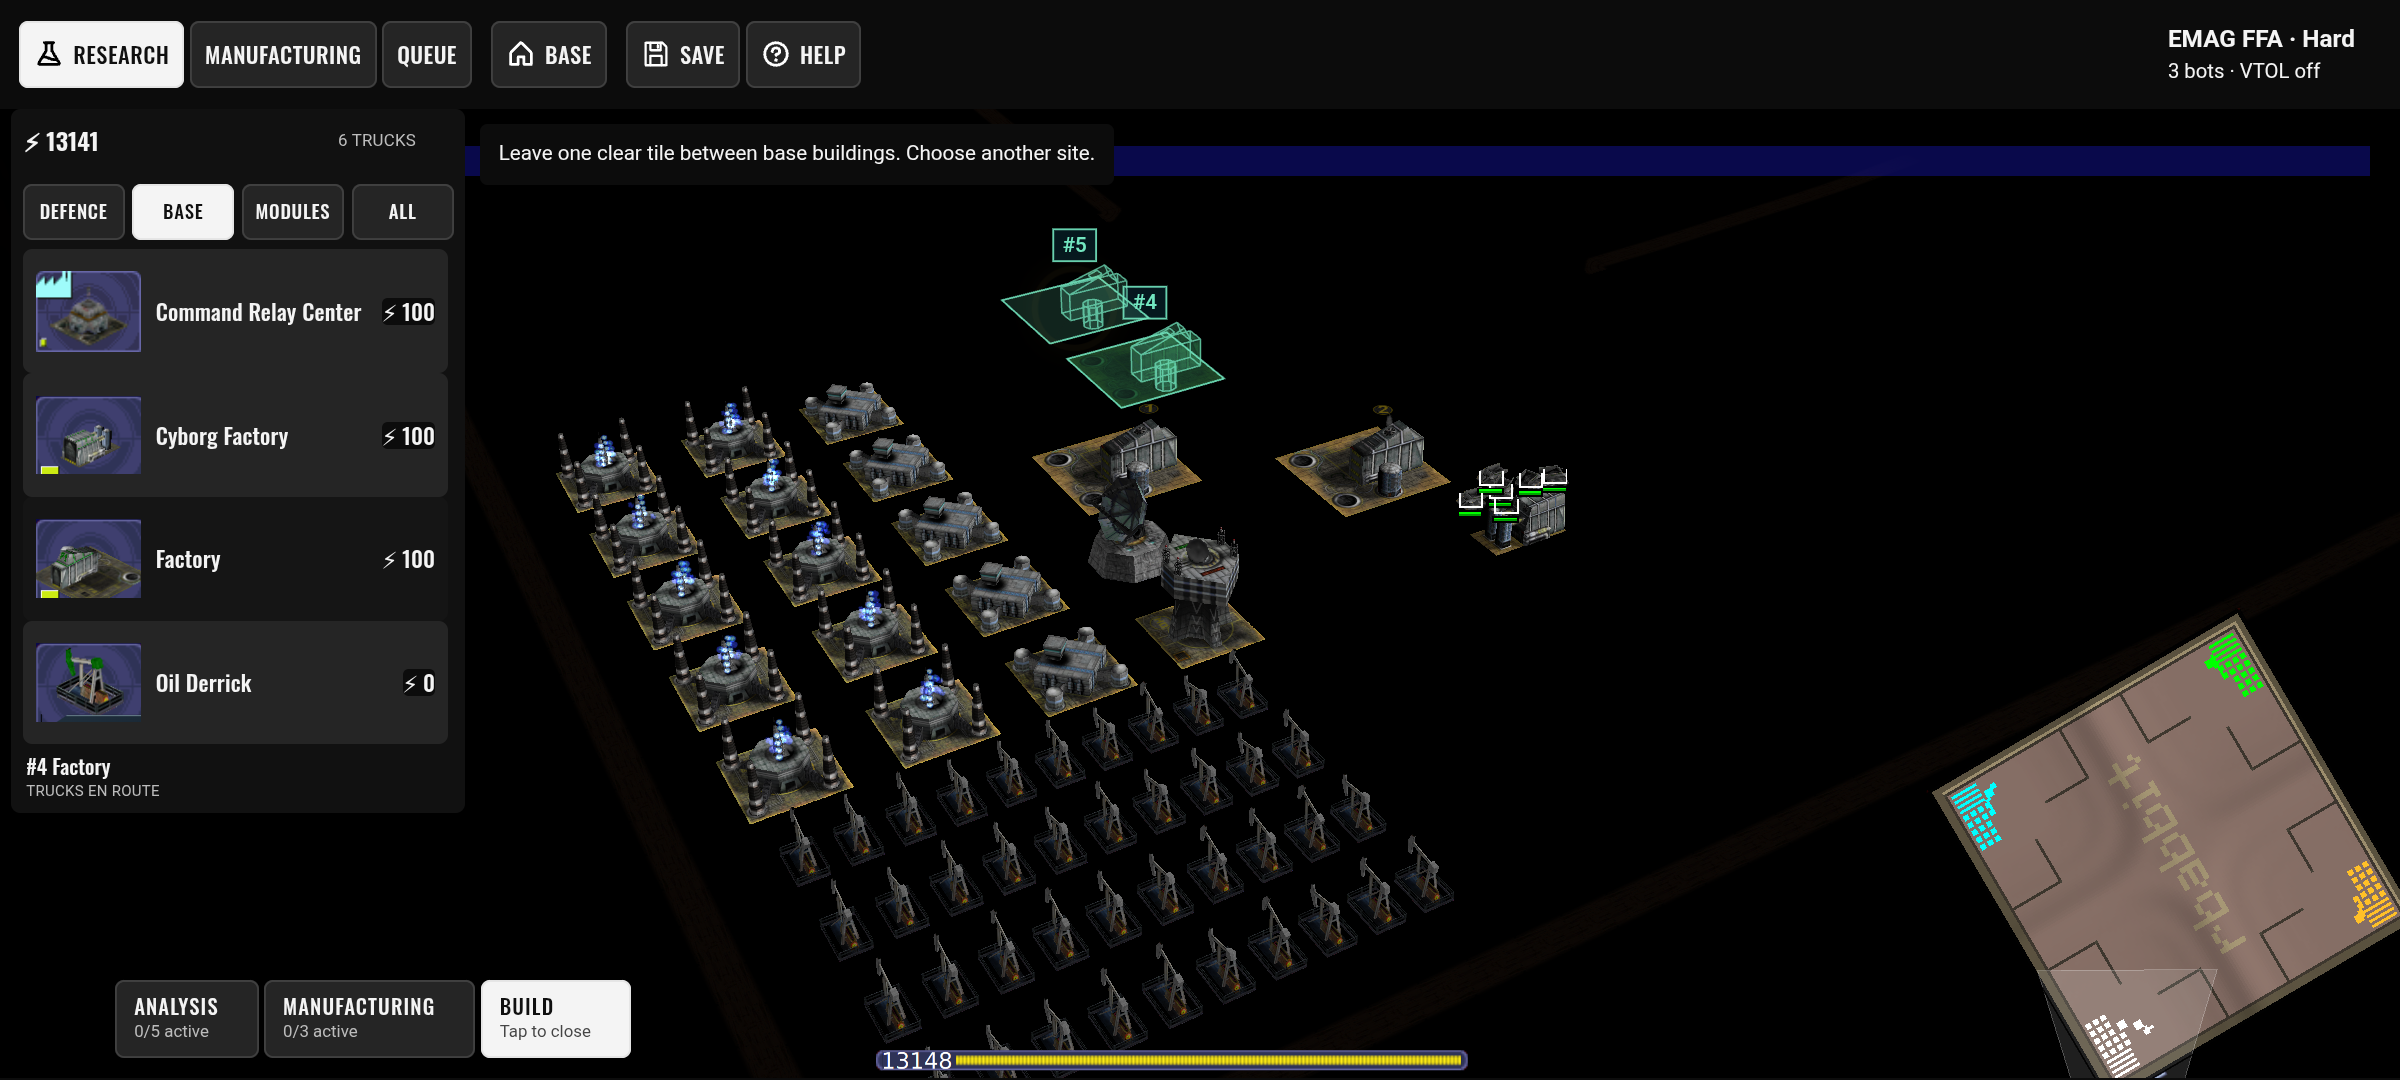 RESEARCH
MANUFACTURING
QUEUE
BASE
SAVE
HELP
EMAG FFA · Hard
3 bots · VTOL off
13141
6 TRUCKS
Leave one clear tile between base buildings. Choose another site.
DEFENCE
BASE
MODULES
ALL
#5
#4
Command Relay Center
100
Cyborg Factory
100
1
2
Factory
100
Oil Derrick
0
#4 Factory
TRUCKS EN ROUTE
ANALYSIS
0/5 active
MANUFACTURING
0/3 active
BUILD
Tap to close
13148